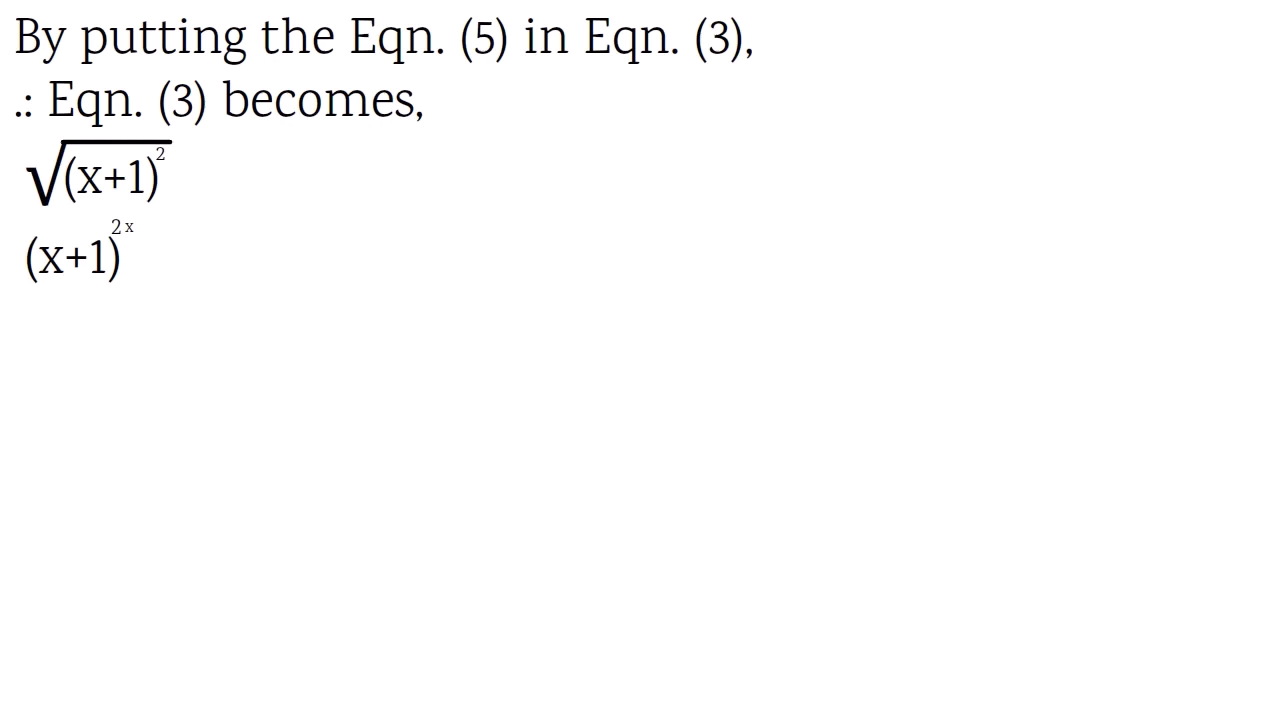 By putting the Eqn. (5) in Eqn. (3),
.: Eqn. (3) becomes,
√(x+1)²
(x+1)²ˣ